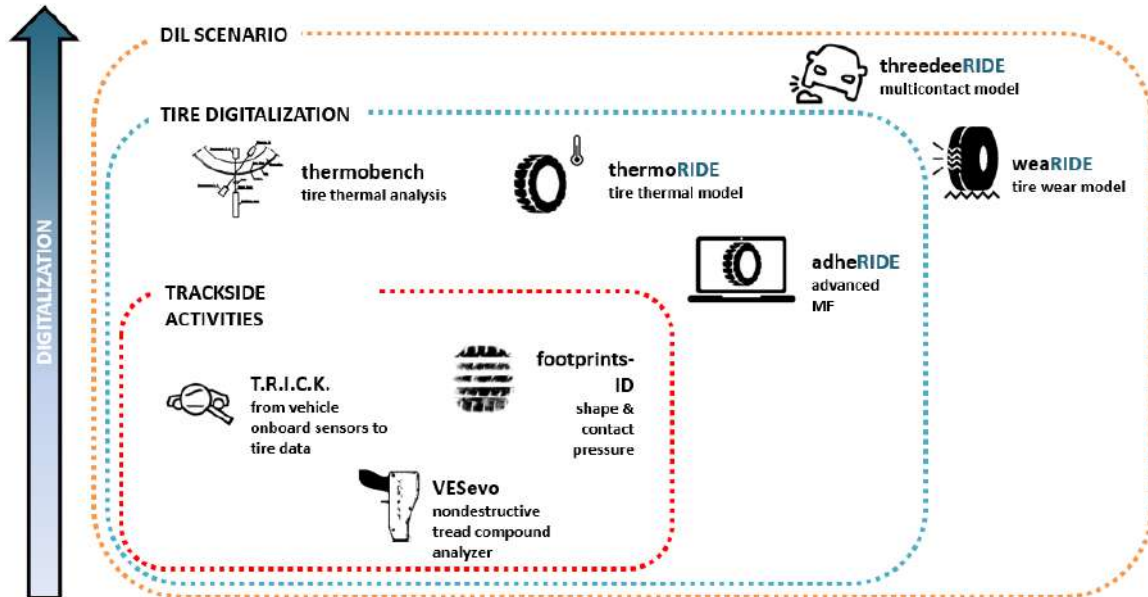 DIL SCENARIO
threedeeRIDE
multicontact model
TIRE DIGITALIZATION
thermobench
tire thermal analysis
thermoRIDE
tire thermal model
weaRIDE
tire wear model
adheRIDE
advanced
MF
DIGITALIZATION
TRACKSIDE
ACTIVITIES
footprints-
ID
shape &
contact
pressure
T.R.I.C.K.
from vehicle
onboard sensors to
tire data
VESevo
nondestructive
tread compound
analyzer